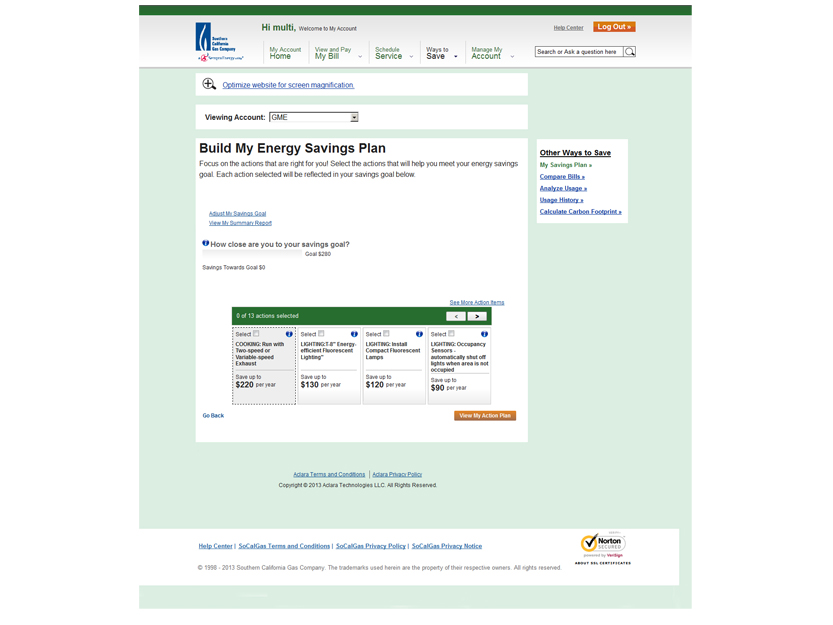 Southern
California
Gas Company
A Sempra Energy utility
Hi multi, Welcome to My Account
Help Center
Log Out »
My Account
Home
View and Pay
My Bill
Schedule
Service
Ways to
Save
Manage My
Account
Search or Ask a question here
Optimize website for screen magnification.
Viewing Account: GME
Build My Energy Savings Plan
Focus on the actions that are right for you! Select the actions that will help you meet your energy savings
goal. Each action selected will be reflected in your savings goal below.
Adjust My Savings Goal
View My Summary Report
How close are you to your savings goal?
Goal $280
Savings Towards Goal $0
See More Action Items
0 of 13 actions selected
< >
Select
COOKING: Run with
Two-speed or
Variable-speed
Exhaust
Save up to
$220 per year
Select
LIGHTING:T-8" Energy-
efficient Fluorescent
Lighting"
Save up to
$130 per year
Select
LIGHTING: Install
Compact Fluorescent
Lamps
Save up to
$120 per year
Select
LIGHTING: Occupancy
Sensors -
automatically shut off
lights when area is not
occupied
Save up to
$90 per year
Go Back
View My Action Plan
Other Ways to Save
My Savings Plan »
Compare Bills »
Analyze Usage »
Usage History »
Calculate Carbon Footprint »
Aclara Terms and Conditions | Aclara Privacy Policy
Copyright © 2013 Aclara Technologies LLC, All Rights Reserved.
Help Center | SoCalGas Terms and Conditions | SoCalGas Privacy Policy | SoCalGas Privacy Notice
Norton
SECURED
powered by VeriSign
ABOUT SSL CERTIFICATES
© 1998 - 2013 Southern California Gas Company. The trademarks used herein are the property of their respective owners. All rights reserved.